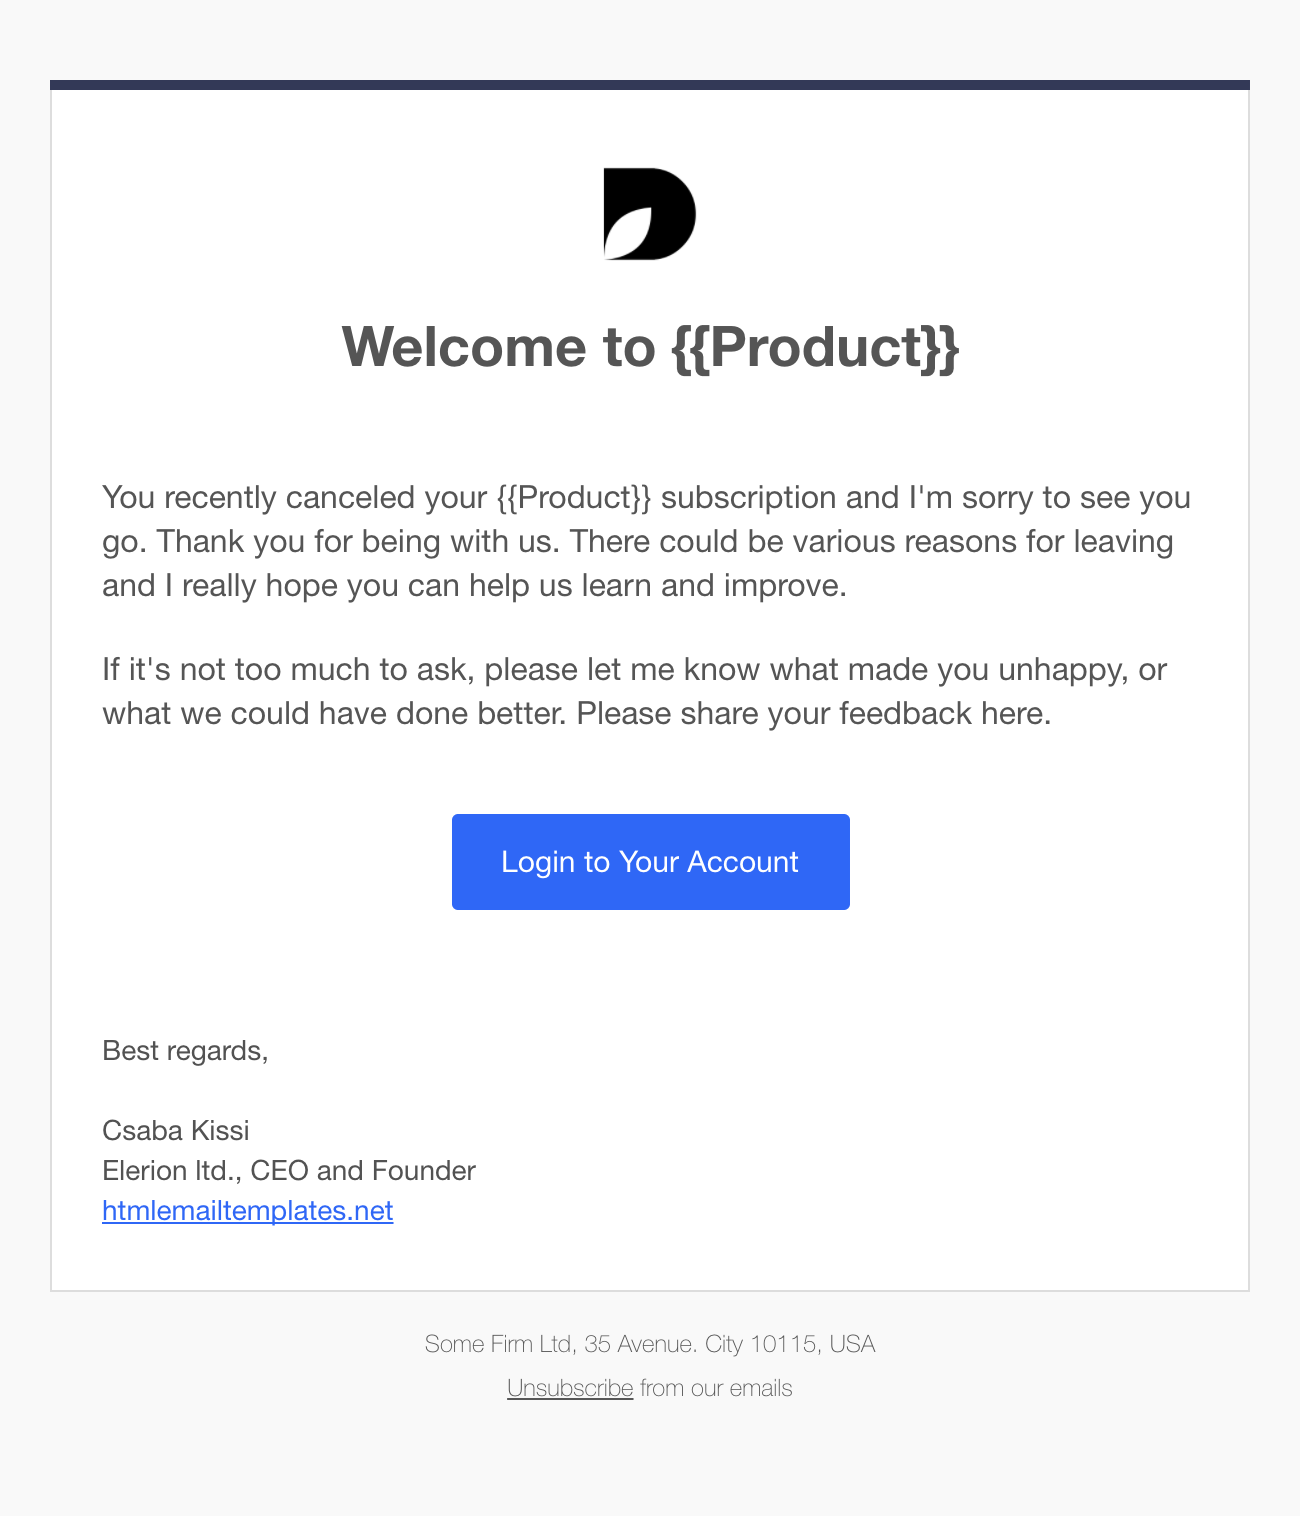 Welcome to {{Product}}
You recently canceled your {{Product}} subscription and I'm sorry to see you
go. Thank you for being with us. There could be various reasons for leaving
and I really hope you can help us learn and improve.
If it's not too much to ask, please let me know what made you unhappy, or
what we could have done better. Please share your feedback here.
Login to Your Account
Best regards,
Csaba Kissi
Elerion ltd., CEO and Founder
htmlemailtemplates.net
Some Firm Ltd, 35 Avenue. City 10115, USA
Unsubscribe from our emails